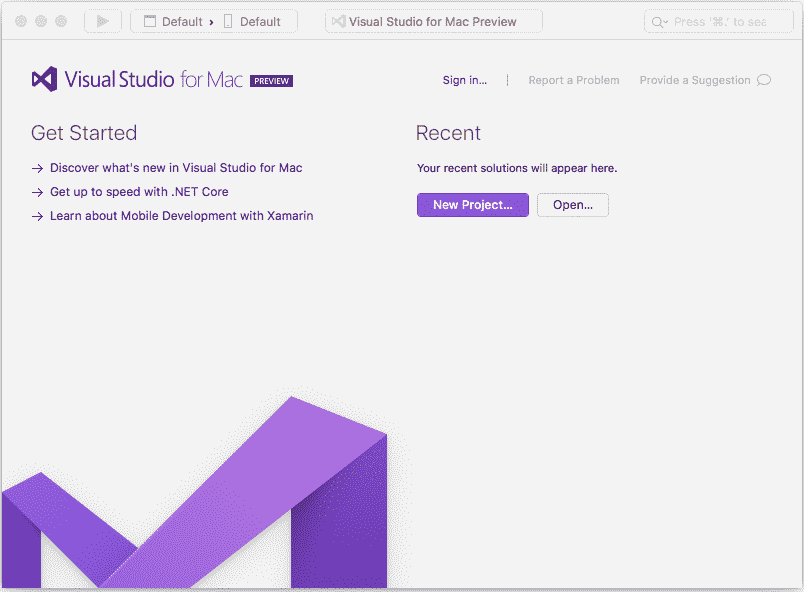 Default › Default
Visual Studio for Mac Preview
Press '⌘.' to sea
Visual Studio for Mac PREVIEW
Sign in... | Report a Problem Provide a Suggestion
Get Started
→ Discover what's new in Visual Studio for Mac
→ Get up to speed with .NET Core
→ Learn about Mobile Development with Xamarin
Recent
Your recent solutions will appear here.
New Project... Open...